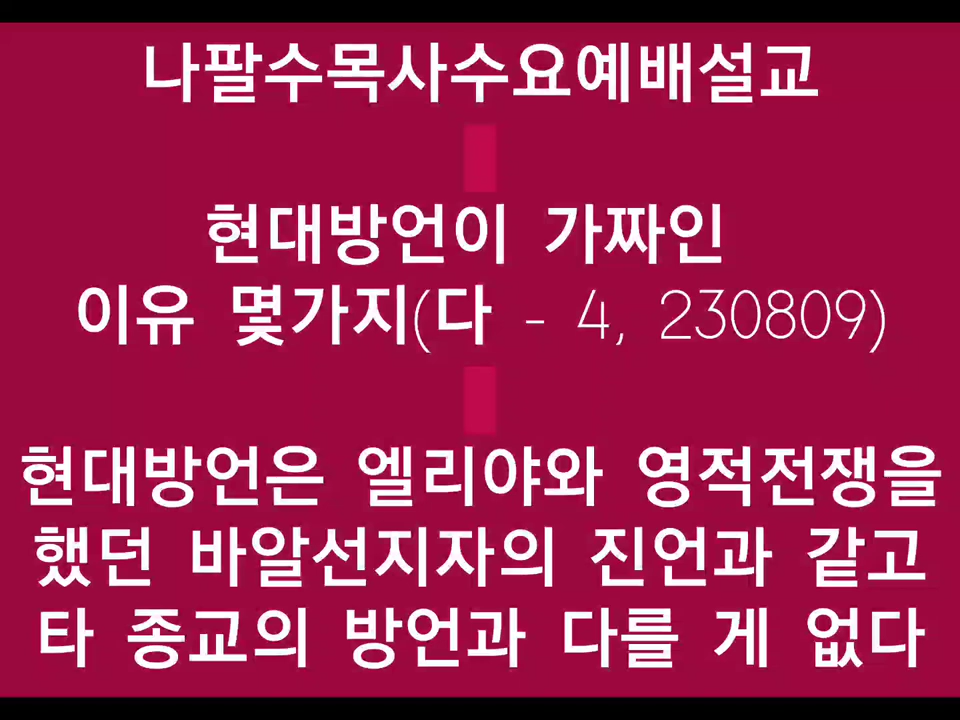 나팔수목사수요예배설교
현대방언이 가짜인
이유 몇가지(다 - 4, 230809)
현대방언은 엘리야와 영적전쟁을
했던 바알선지자의 진언과 같고
타 종교의 방언과 다를 게 없다